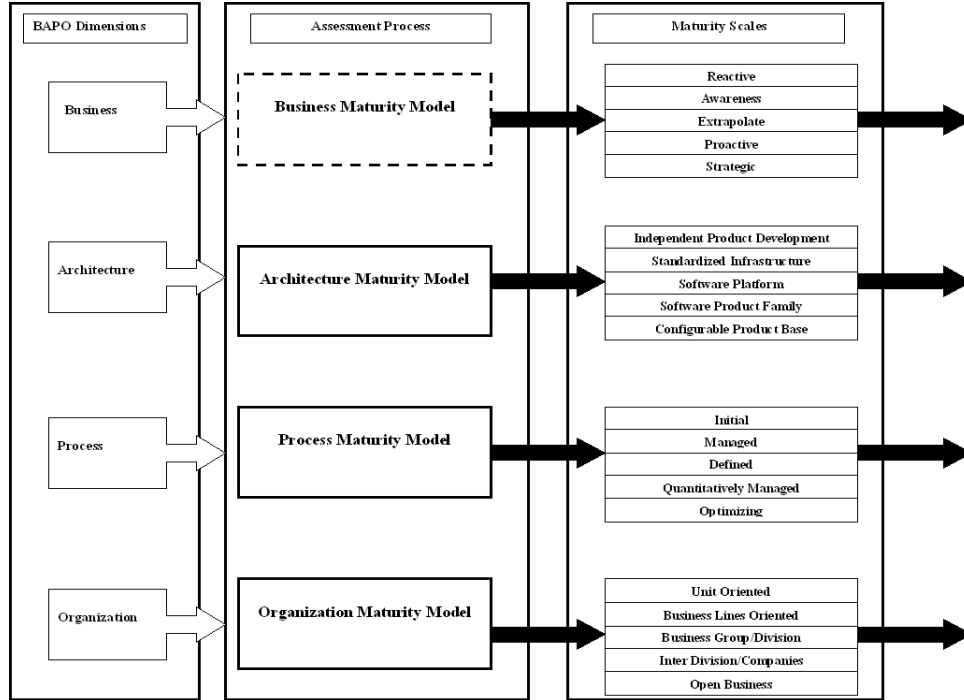 BAPO Dimensions
Assessment Process
Maturity Scales
Business
Business Maturity Model
Reactive
Awareness
Extrapolate
Proactive
Strategic
Architecture
Architecture Maturity Model
Independent Product Development
Standardized Infrastructure
Software Platform
Software Product Family
Configurable Product Base
Process
Process Maturity Model
Initial
Managed
Defined
Quantitatively Managed
Optimizing
Organization
Organization Maturity Model
Unit Oriented
Business Lines Oriented
Business Group/Division
Inter Division/Companies
Open Business